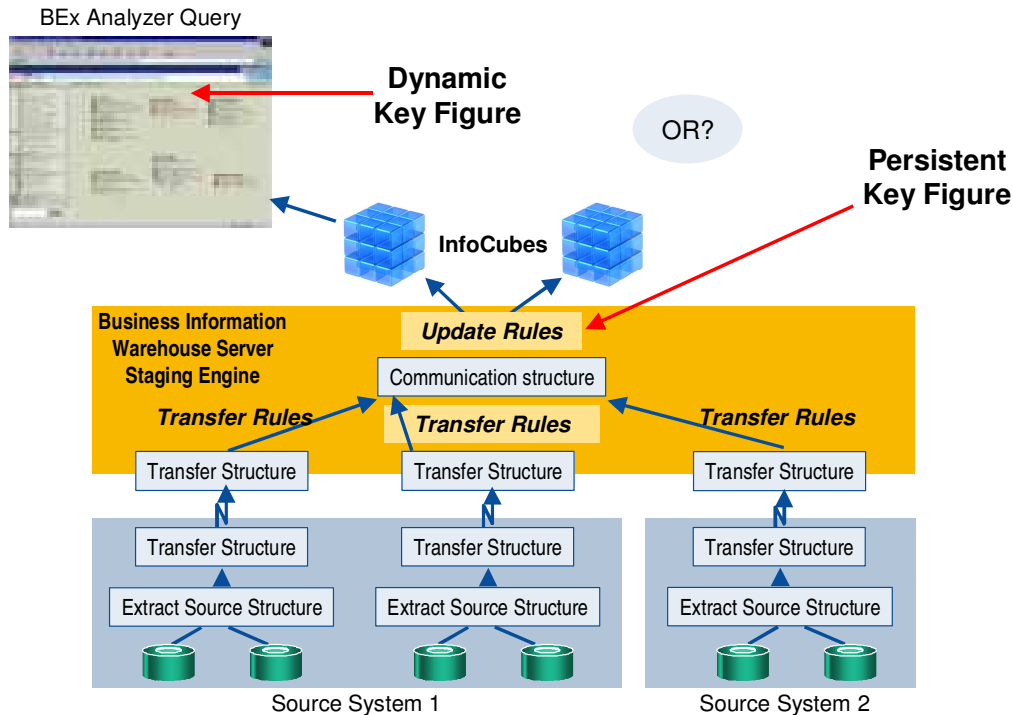 BEx Analyzer Query
Dynamic
Key Figure
OR?
Persistent
Key Figure
InfoCubes
Business Information
Warehouse Server
Staging Engine
Update Rules
Communication structure
Transfer Rules
Transfer Rules
Transfer Rules
Transfer Structure
Transfer Structure
Transfer Structure
Transfer Structure
Transfer Structure
Transfer Structure
Extract Source Structure
Extract Source Structure
Extract Source Structure
Source System 1
Source System 2